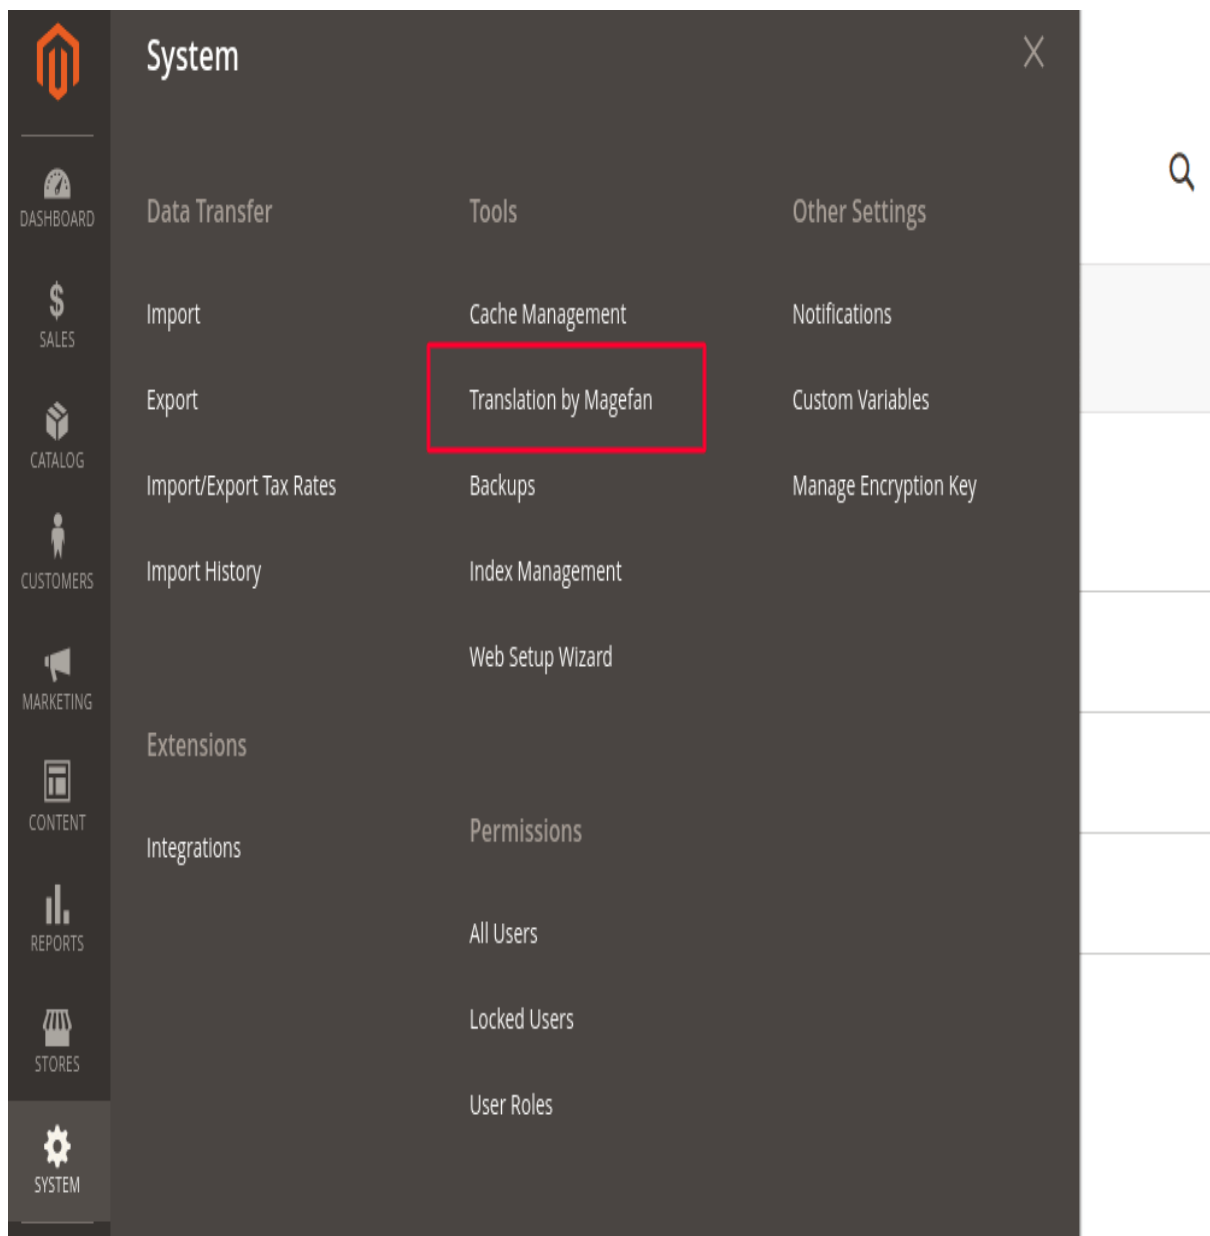 System
X
DASHBOARD
SALES
CATALOG
CUSTOMERS
MARKETING
CONTENT
REPORTS
STORES
SYSTEM
Data Transfer
Import
Export
Import/Export Tax Rates
Import History
Extensions
Integrations
Tools
Cache Management
Translation by Magefan
Backups
Index Management
Web Setup Wizard
Permissions
All Users
Locked Users
User Roles
Other Settings
Notifications
Custom Variables
Manage Encryption Key